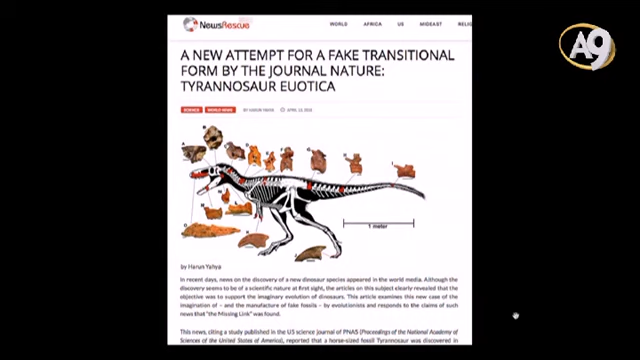 NewsRescue
WORLD AFRICA US MIDEAST RELIG
A9
A NEW ATTEMPT FOR A FAKE TRANSITIONAL
FORM BY THE JOURNAL NATURE:
TYRANNOSAUR EUOTICA
SCIENCE WORLD NEWS BY HARUN YAHYA
1 meter
by Harun Yahya
In recent days, news on the discovery of a new dinosaur species appeared in the world media. Although the
discovery seems to be of a scientific nature at first sight, the articles on this subject clearly revealed that the
objective was to support the imaginary evolution of dinosaurs. This article examines this new case of the
imagination of – and the manufacture of fake fossils – by evolutionists and responds to the claims of such
news that "the Missing Link" was found.
This news, citing a study published in the US science journal of PNAS (Proceedings of the National Academy of
Sciences of the United States of America), reported that a horse-sized fossil Tyrannosaur was discovered in